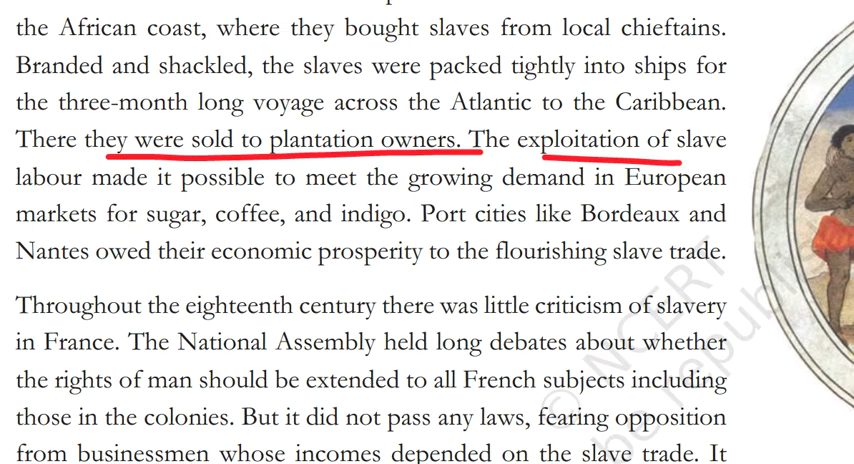 the African coast, where they bought slaves from local chieftains.
Branded and shackled, the slaves were packed tightly into ships for
the three-month long voyage across the Atlantic to the Caribbean.
There they were sold to plantation owners. The exploitation of slave
labour made it possible to meet the growing demand in European
markets for sugar, coffee, and indigo. Port cities like Bordeaux and
Nantes owed their economic prosperity to the flourishing slave trade.
Throughout the eighteenth century there was little criticism of slavery
in France. The National Assembly held long debates about whether
the rights of man should be extended to all French subjects including
those in the colonies. But it did not pass any laws, fearing opposition
from businessmen whose incomes depended on the slave trade. It
© NCERT
be republi